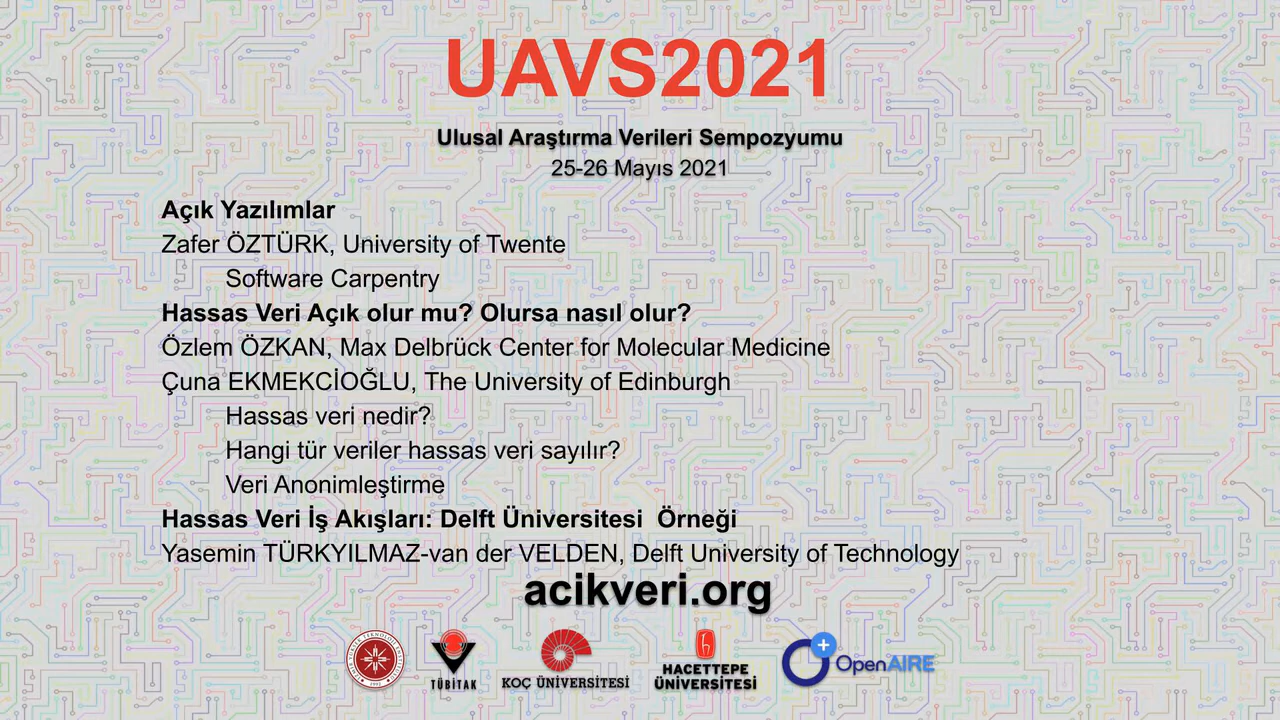 UAVS2021
Ulusal Araştırma Verileri Sempozyumu
25-26 Mayıs 2021
Açık Yazılımlar
Zafer ÖZTÜRK, University of Twente
Software Carpentry
Hassas Veri Açık olur mu? Olursa nasıl olur?
Özlem ÖZKAN, Max Delbrück Center for Molecular Medicine
Çuna EKMEKCİOĞLU, The University of Edinburgh
Hassas veri nedir?
Hangi tür veriler hassas veri sayılır?
Veri Anonimleştirme
Hassas Veri İş Akışları: Delft Üniversitesi  Örneği
Yasemin TÜRKYILMAZ-van der VELDEN, Delft University of Technology
acikveri.org
TÜBİTAK
KOÇ ÜNİVERSİTESİ
HACETTEPE
ÜNİVERSİTESİ
OpenAIRE